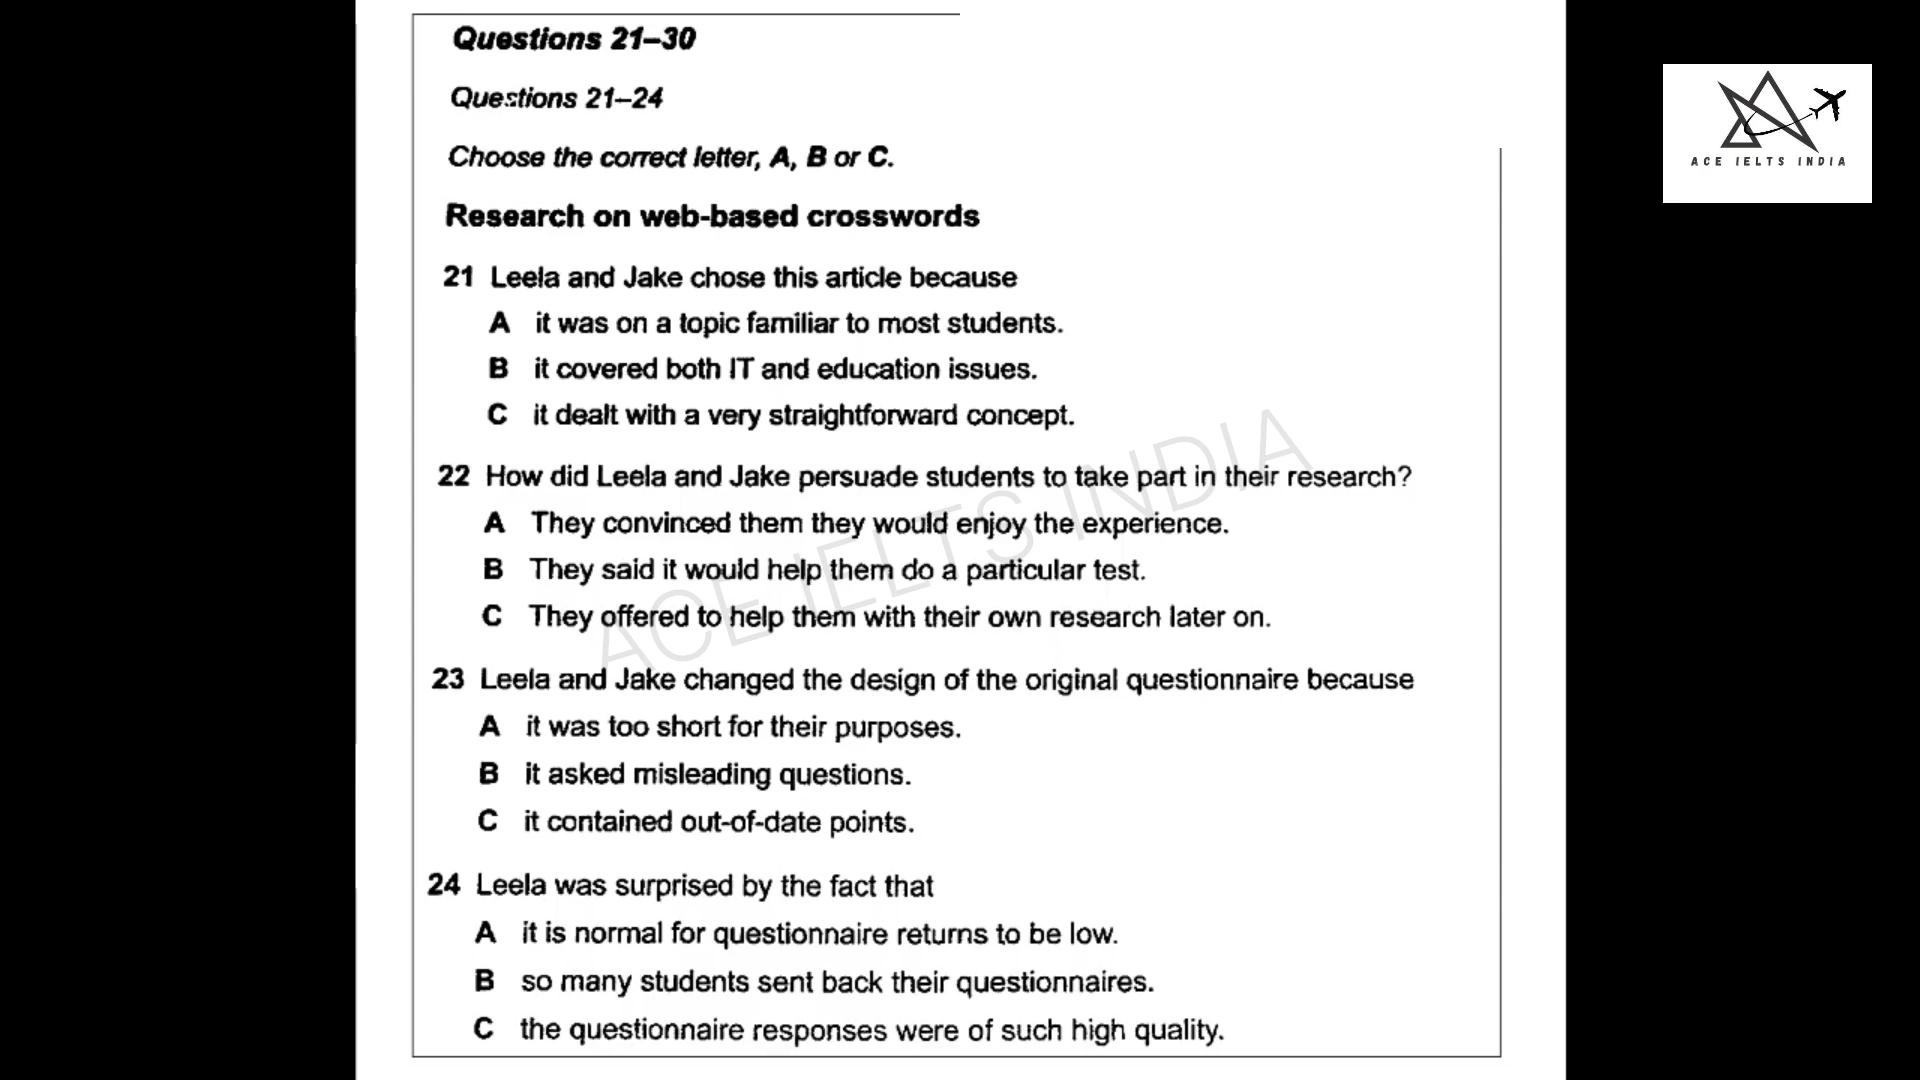 Questions 21–30
Questions 21–24
Choose the correct letter, A, B or C.
Research on web-based crosswords
21 Leela and Jake chose this article because
A it was on a topic familiar to most students.
B it covered both IT and education issues.
C it dealt with a very straightforward concept.
22 How did Leela and Jake persuade students to take part in their research?
A They convinced them they would enjoy the experience.
B They said it would help them do a particular test.
C They offered to help them with their own research later on.
23 Leela and Jake changed the design of the original questionnaire because
A it was too short for their purposes.
B it asked misleading questions.
C it contained out-of-date points.
24 Leela was surprised by the fact that
A it is normal for questionnaire returns to be low.
B so many students sent back their questionnaires.
C the questionnaire responses were of such high quality.
ACE IELTS INDIA
ACE IELTS INDIA